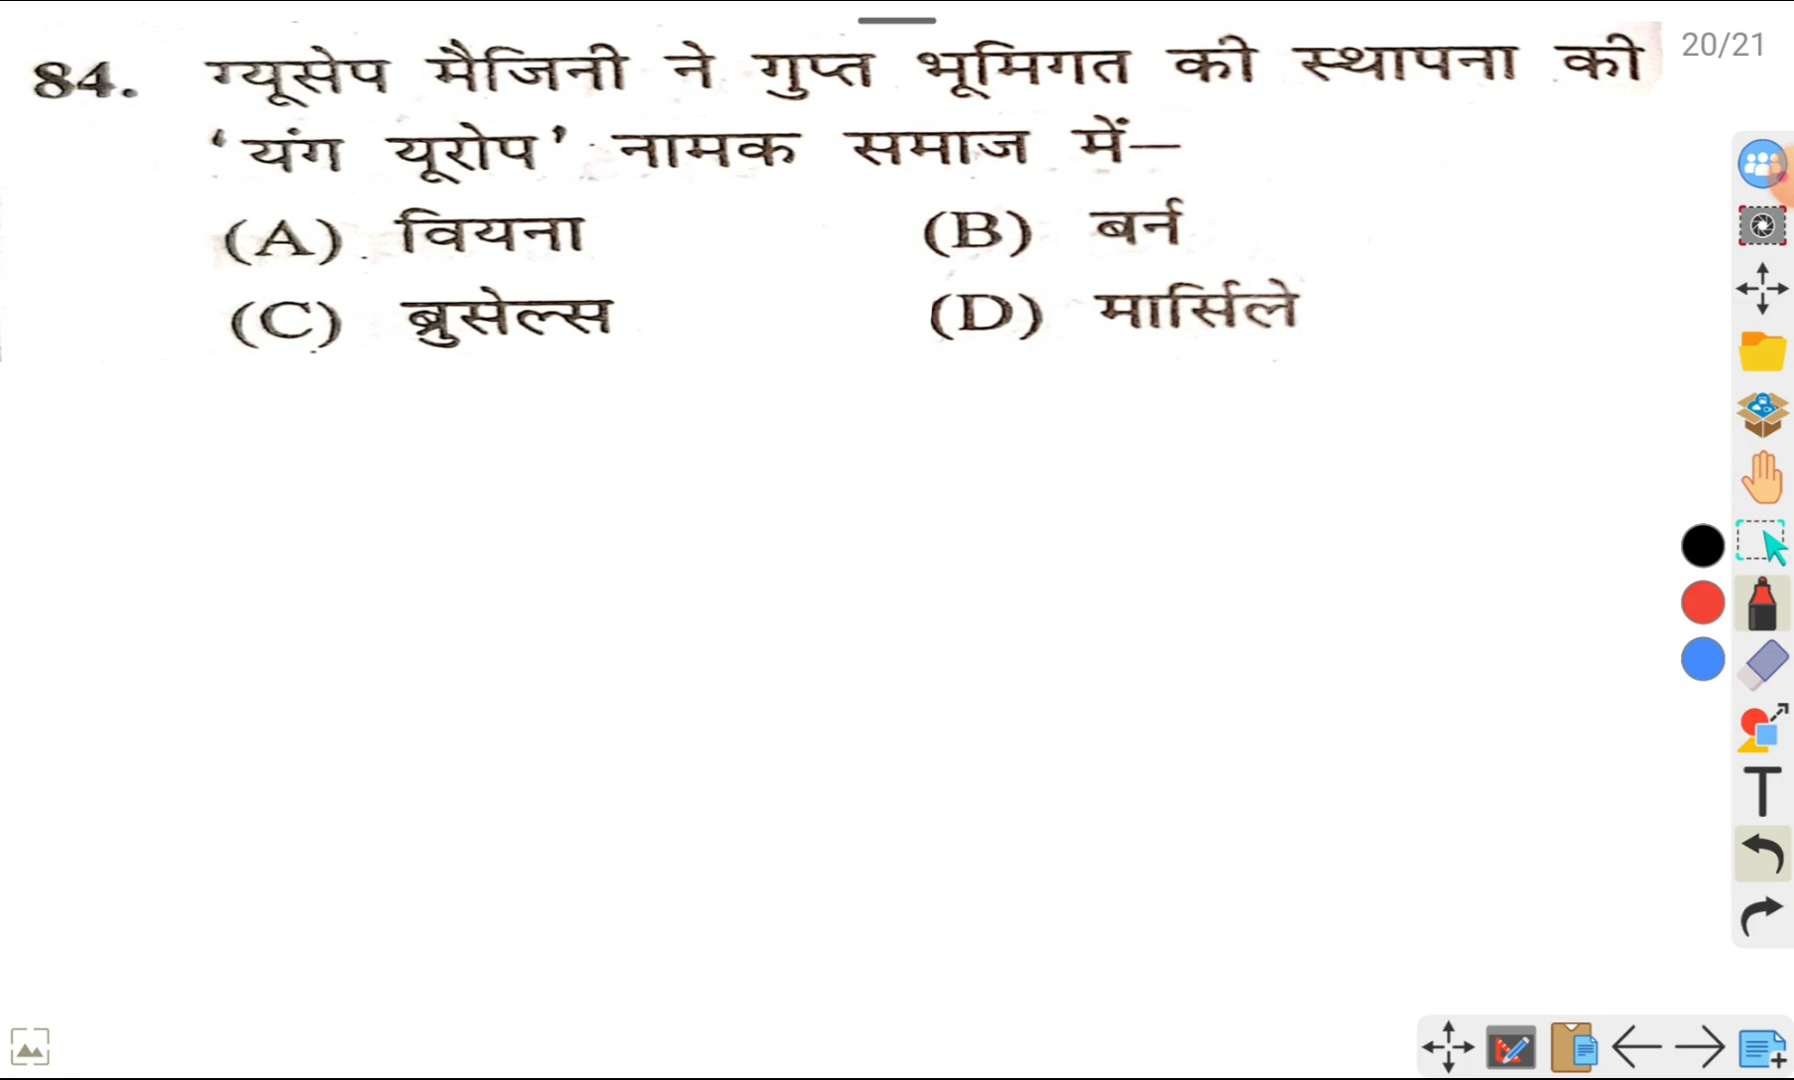 20/21
84. ग्यूसेप मैजिनी ने गुप्त भूमिगत की स्थापना की
‘यंग यूरोप’ नामक समाज में—
(A) वियना (B) बर्न
(C) ब्रुसेल्स (D) मार्सिले
T